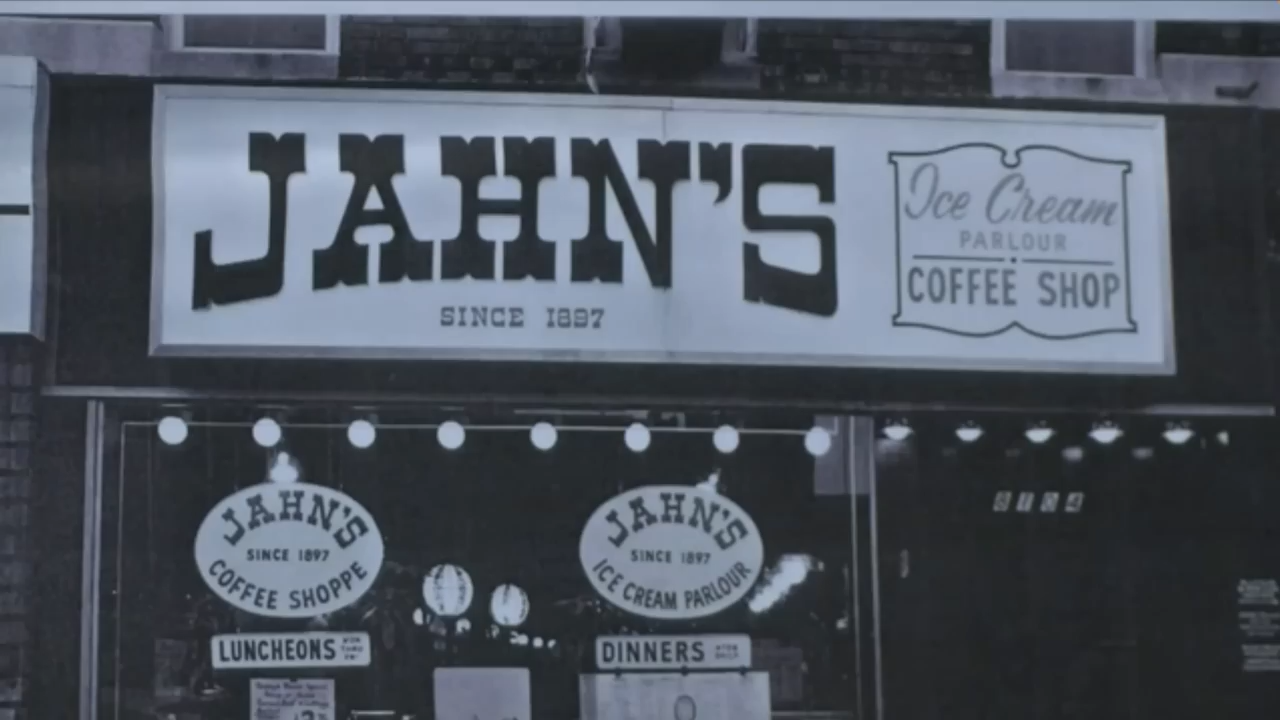 JAHN'S
SINCE 1897
Ice Cream
PARLOUR
COFFEE SHOP
8104
JAHN'S
SINCE 1897
COFFEE SHOPPE
JAHN'S
SINCE 1897
ICE CREAM PARLOUR
LUNCHEONS
DINNERS